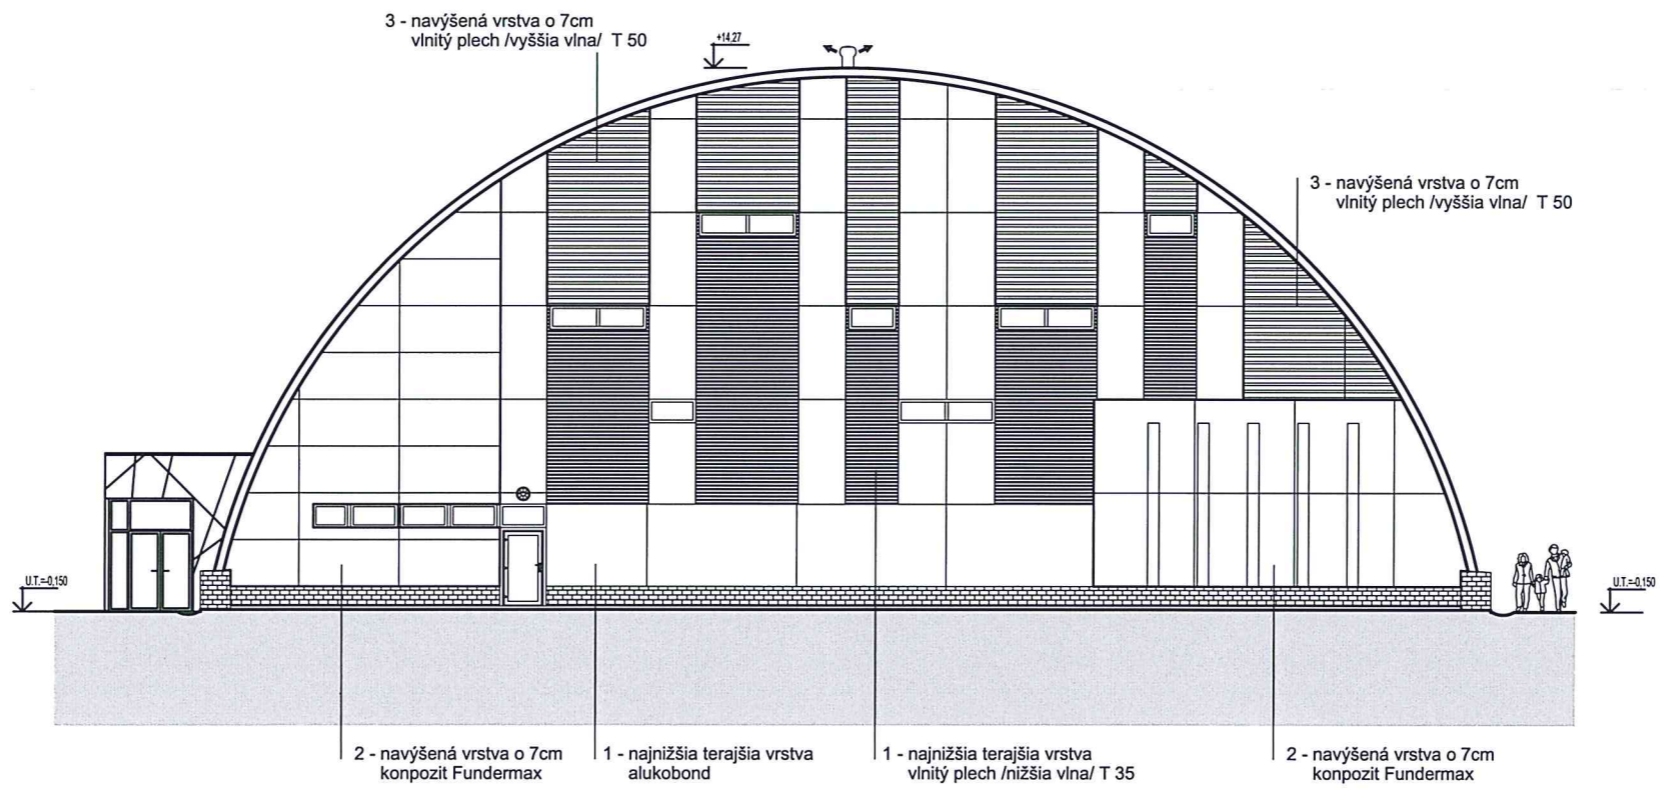 3 - navýšená vrstva o 7cm
vlnitý plech /vyššia vlna/ T 50
+14,27
3 - navýšená vrstva o 7cm
vlnitý plech /vyššia vlna/ T 50
U.T.=-0,150
U.T.=-0,150
2 - navýšená vrstva o 7cm
konpozit Fundermax
1 - najnižšia terajšia vrstva
alukobond
1 - najnižšia terajšia vrstva
vlnitý plech /nižšia vlna/ T 35
2 - navýšená vrstva o 7cm
konpozit Fundermax